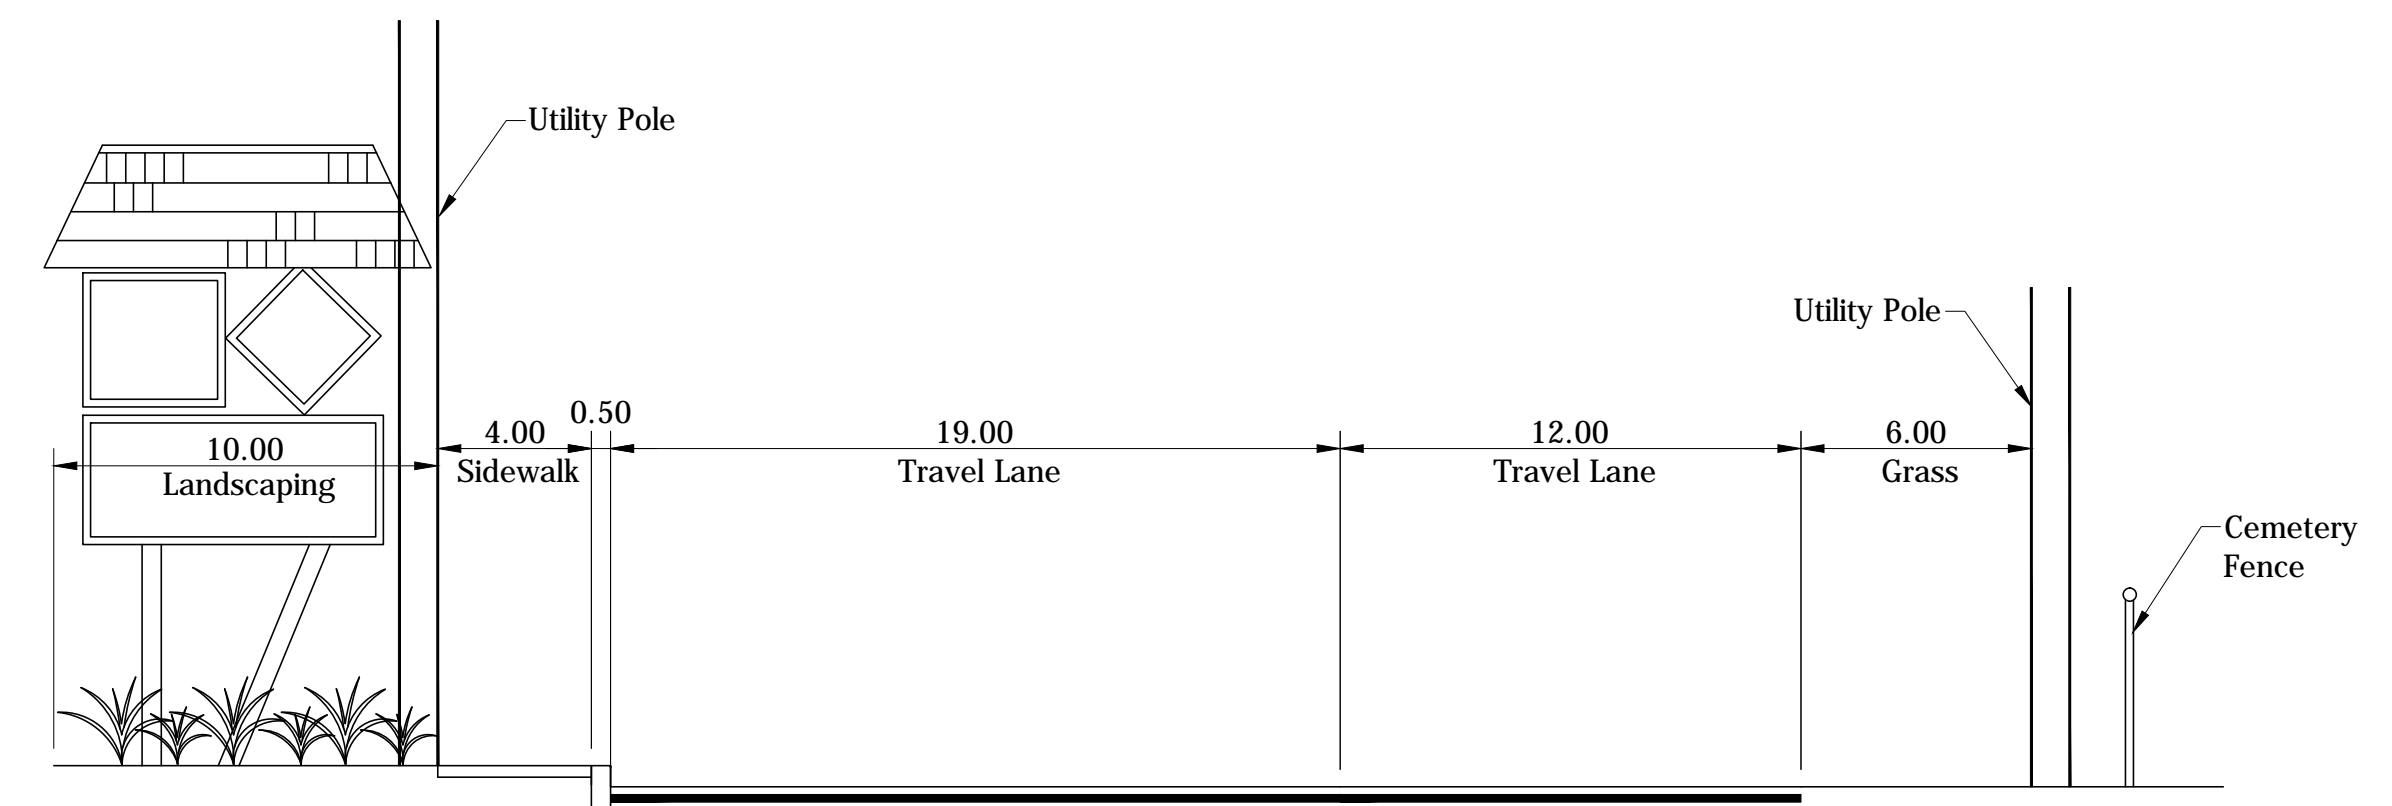 Utility Pole
Utility Pole
0.50
10.00
Landscaping
4.00
Sidewalk
19.00
Travel Lane
12.00
Travel Lane
6.00
Grass
Cemetery
Fence